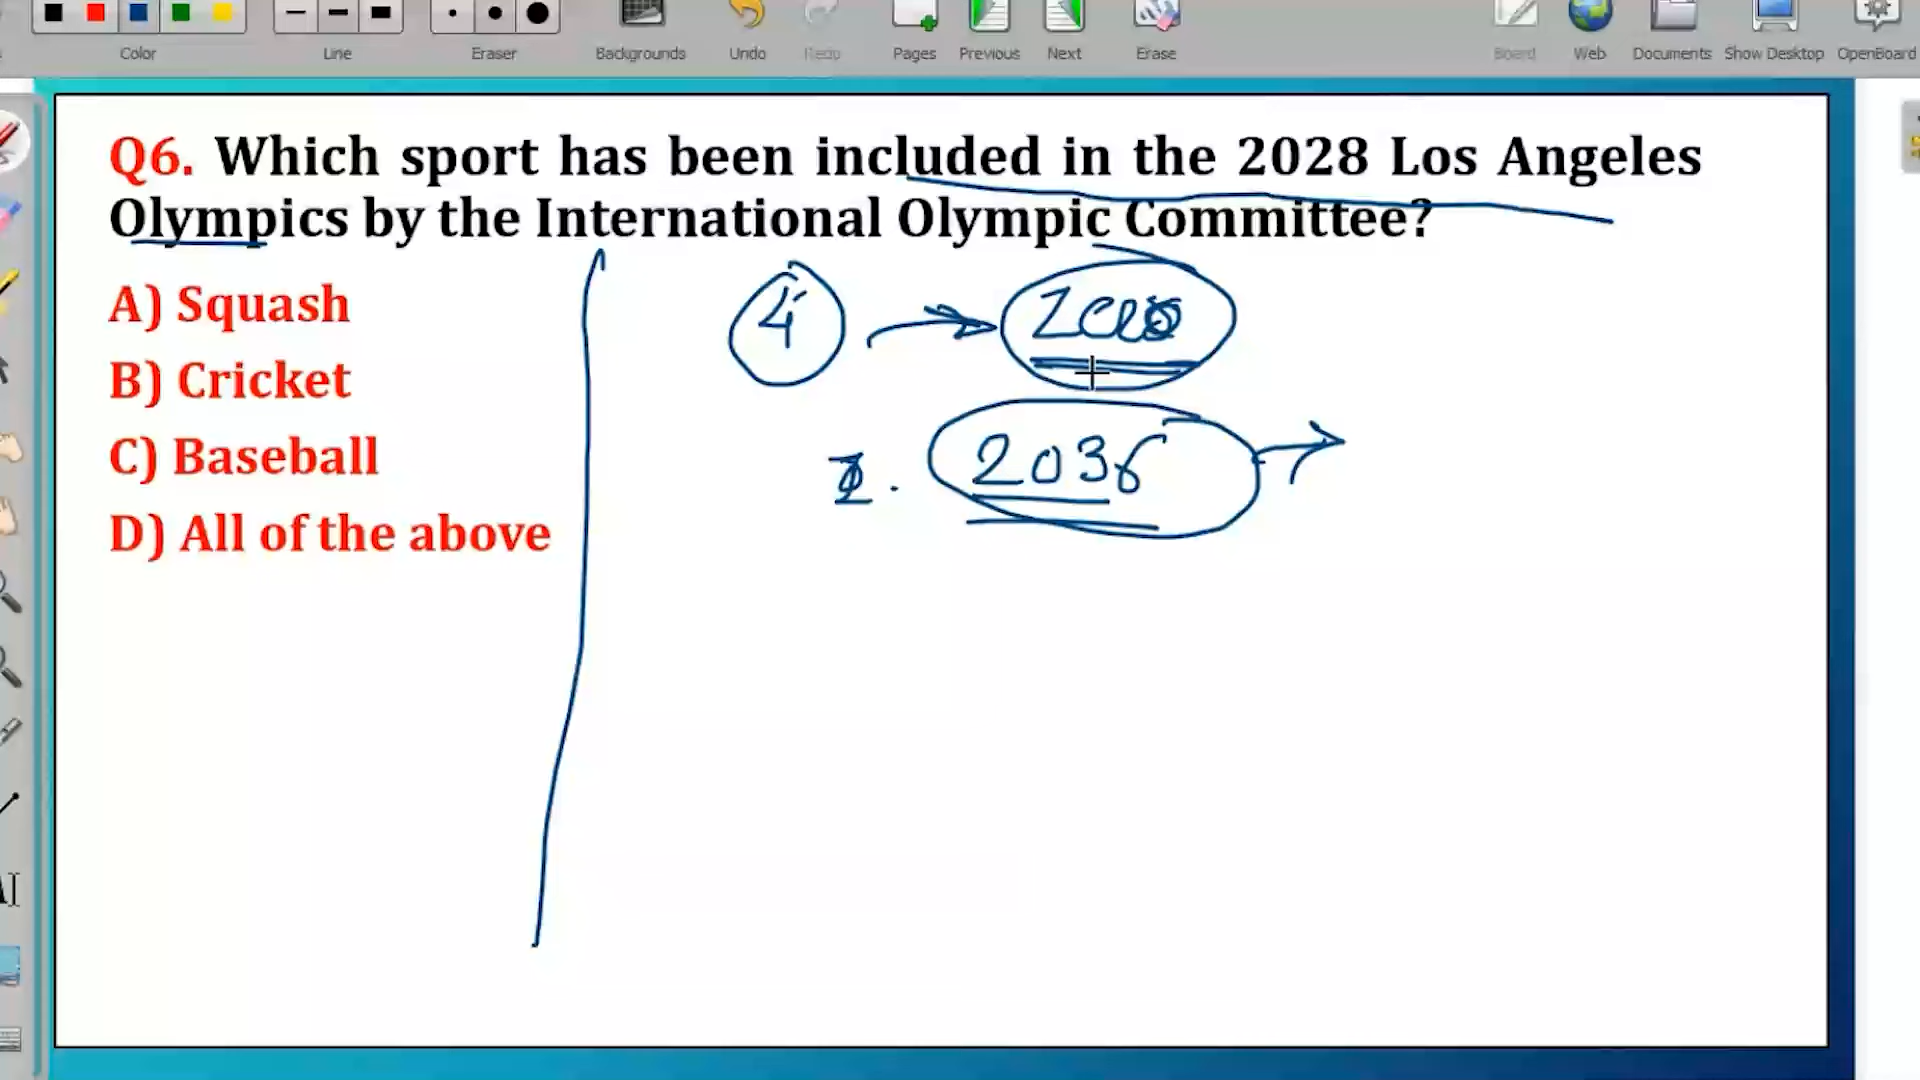 Color Line Eraser Backgrounds Undo Redo Pages Previous Next Erase Board Web Documents Show Desktop OpenBoard
Q6. Which sport has been included in the 2028 Los Angeles
Olympics by the International Olympic Committee?
A) Squash
B) Cricket
C) Baseball
D) All of the above
4 Zero
2036